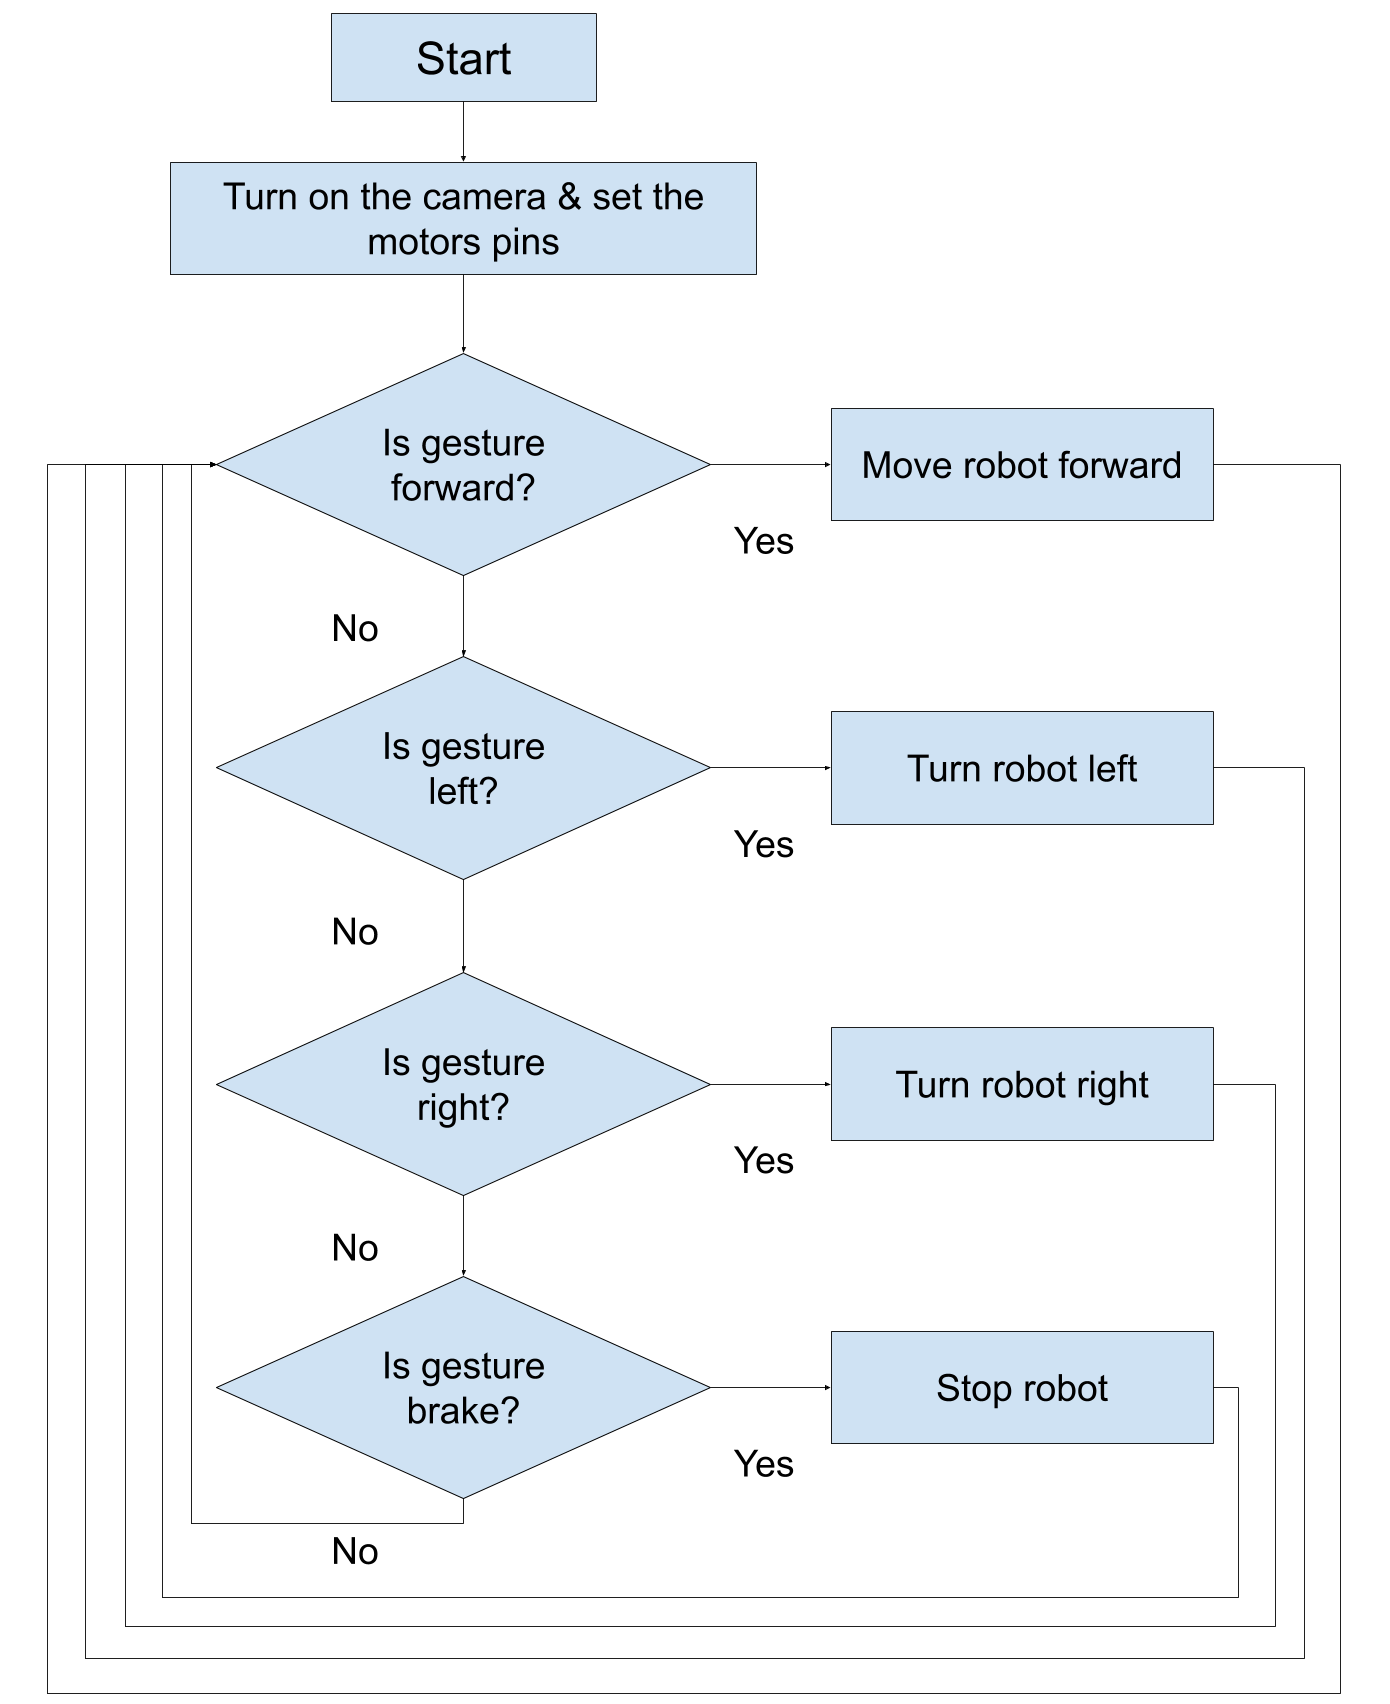 Start
Turn on the camera & set the
motors pins
Is gesture
forward?
Move robot forward
Yes
No
Is gesture
left?
Turn robot left
Yes
No
Is gesture
right?
Turn robot right
Yes
No
Is gesture
brake?
Stop robot
Yes
No